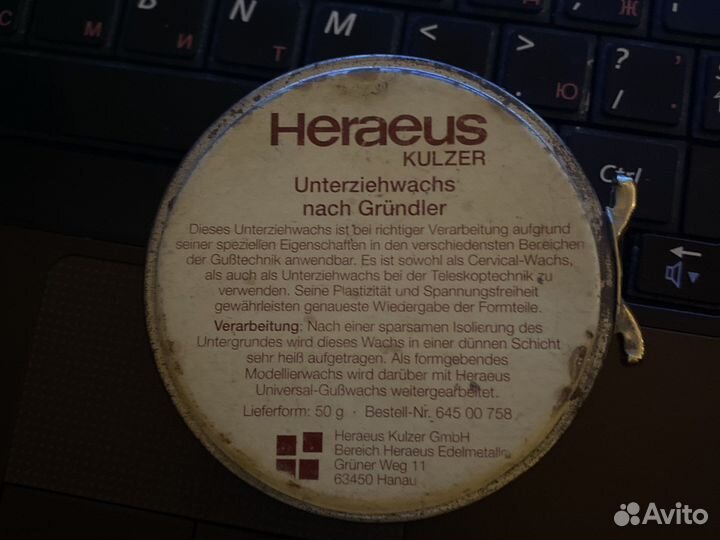 Heraeus
KULZER
Unterziehwachs
nach Gründler
Dieses Unterziehwachs ist bei richtiger Verarbeitung aufgrund
seiner speziellen Eigenschaften in den verschiedensten Bereichen
der Gußtechnik anwendbar. Es ist sowohl als Cervical-Wachs,
als auch als Unterziehwachs bei der Teleskoptechnik zu
verwenden. Seine Plastizität und Spannungsfreiheit
gewährleisten genaueste Wiedergabe der Formteile.
Verarbeitung: Nach einer sparsamen Isolierung des
Untergrundes wird dieses Wachs in einer dünnen Schicht
sehr heiß aufgetragen. Als formgebendes
Modellierwachs wird darüber mit Heraeus
Universal-Gußwachs weitergearbeitet.
Lieferform: 50 g · Bestell-Nr. 645 00 758
Heraeus Kulzer GmbH
Bereich Heraeus Edelmetalle
Grüner Weg 11
63450 Hanau
M И T N M < > ? /
Ь Б Ю Ж
Ctrl
Avito